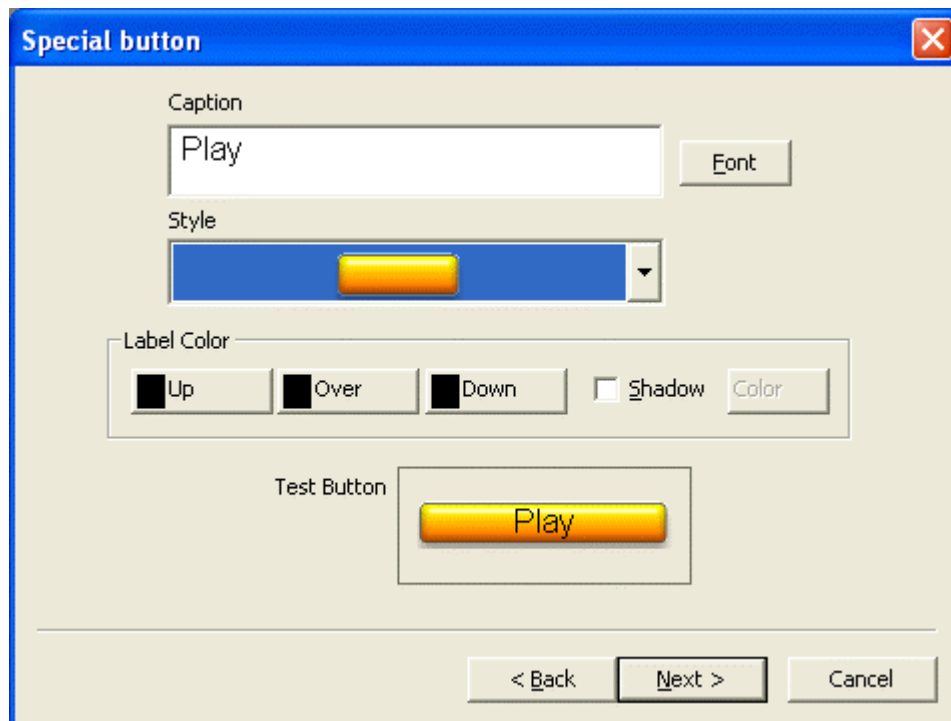 Special button
Caption
Play
Font
Style
Label Color
Up Over Down Shadow Color
Test Button Play
< Back Next > Cancel